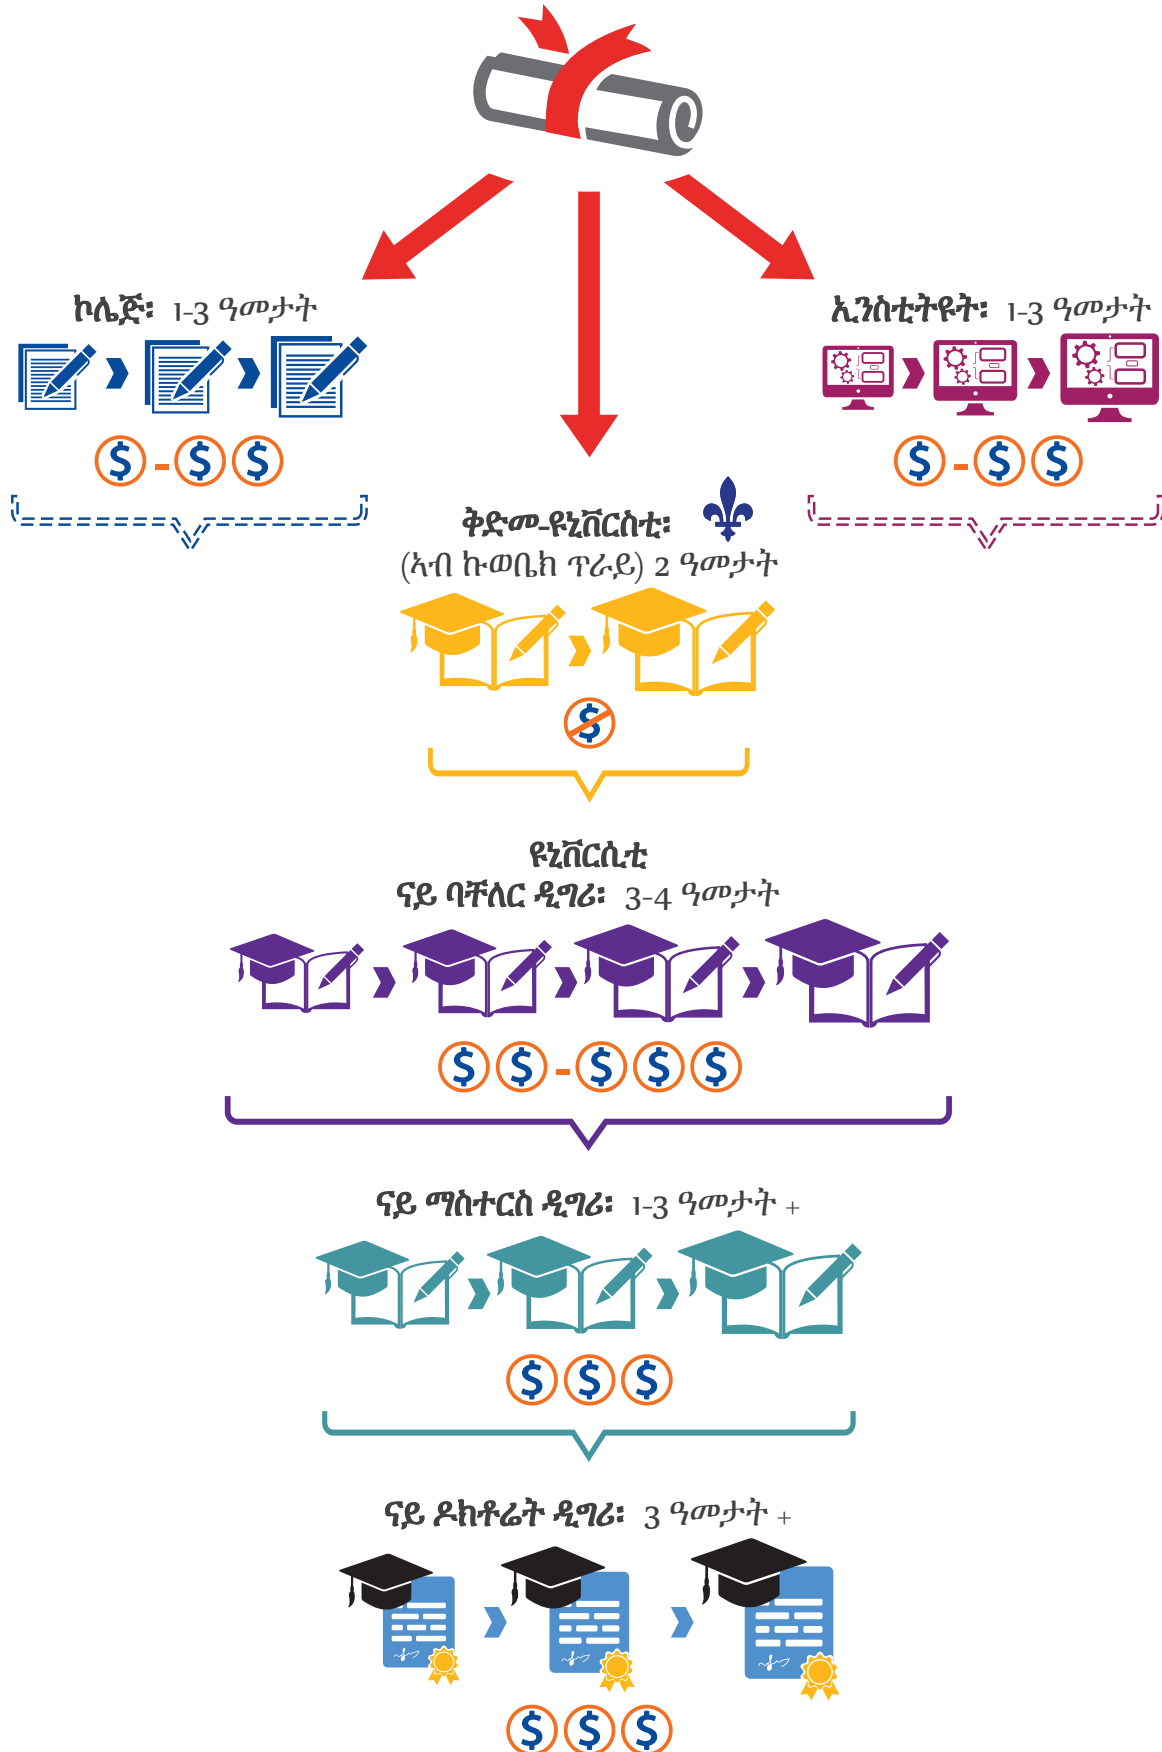 ኮሌጅ፡ 1-3 ዓመታት
ኢንስቲትዩት፡ 1-3 ዓመታት
$ - $ $
$ - $ $
ቅድመ-ዩኒቨርስቲ፡
(ኣብ ኩወቤክ ጥራይ) 2 ዓመታት
$
ዩኒቨርሲቲ
ናይ ባቸለር ዲግሪ፡ 3-4 ዓመታት
$ $ - $ $ $
ናይ ማስተርስ ዲግሪ፡ 1-3 ዓመታት +
$ $ $
ናይ ዶክቶሬት ዲግሪ፡ 3 ዓመታት +
$ $ $